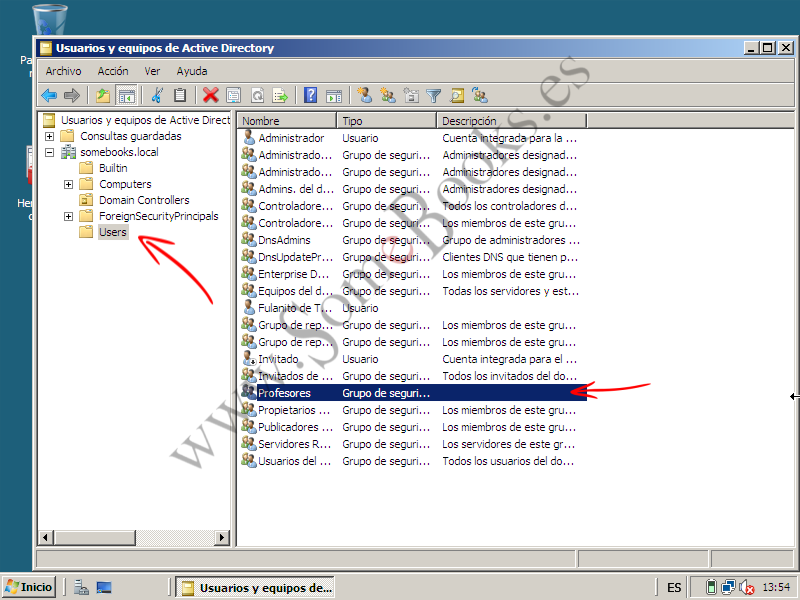 Pa
Usuarios y equipos de Active Directory
Archivo Acción Ver Ayuda
Usuarios y equipos de Active Direct
Consultas guardadas
somebooks.local
Builtin
Computers
Domain Controllers
ForeignSecurityPrincipals
Users
Nombre Tipo Descripción
Administrador Usuario Cuenta integrada para la ...
Administrado... Grupo de seguri... Administradores designad...
Administrado... Grupo de seguri... Administradores designad...
Admins. del d... Grupo de seguri... Administradores designad...
Controladore... Grupo de seguri... Todos los controladores d...
Controladore... Grupo de seguri... Los miembros de este gru...
DnsAdmins Grupo de seguri... Grupo de administradores ...
DnsUpdatePr... Grupo de seguri... Clientes DNS que tienen p...
Enterprise D... Grupo de seguri... Los miembros de este gru...
Equipos del d... Grupo de seguri... Todas los servidores y est...
Fulanito de T... Usuario
Grupo de rep... Grupo de seguri... Los miembros de este gru...
Grupo de rep... Grupo de seguri... Los miembros de este gru...
Invitado Usuario Cuenta integrada para el ...
Invitados de ... Grupo de seguri... Todos los invitados del do...
Profesores Grupo de seguri...
Propietarios ... Grupo de seguri... Los miembros de este gru...
Publicadores ... Grupo de seguri... Los miembros de este gru...
Servidores R... Grupo de seguri... Los servidores de este gr...
Usuarios del ... Grupo de seguri... Todos los usuarios del do...
www.SomeBooks.es
Inicio
Usuarios y equipos de...
ES
13:54